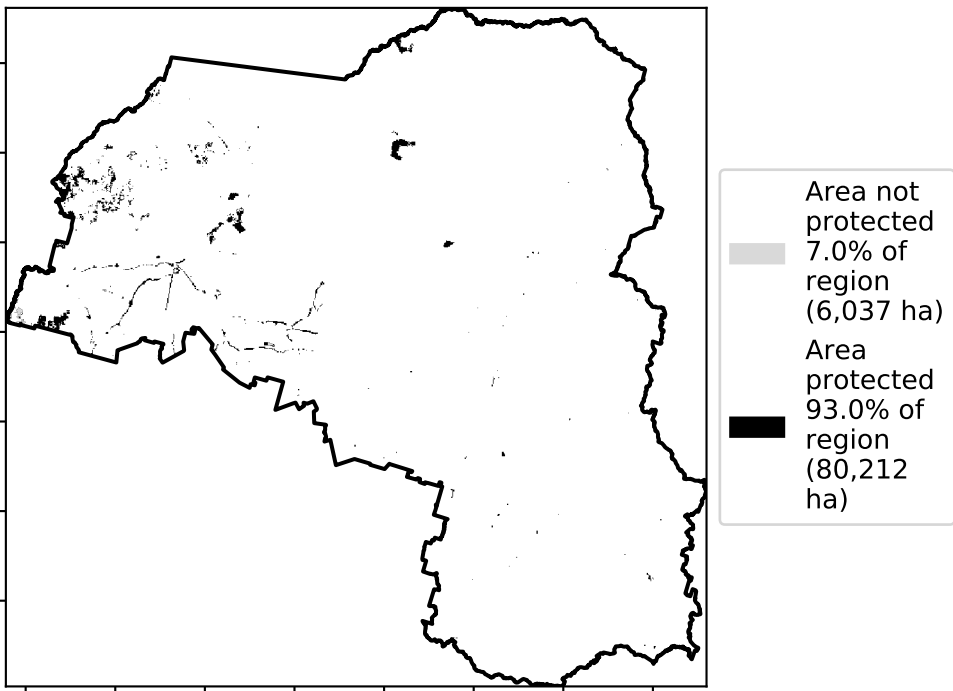 Area not
protected
7.0% of
region
(6,037 ha)
Area
protected
93.0% of
region
(80,212
ha)